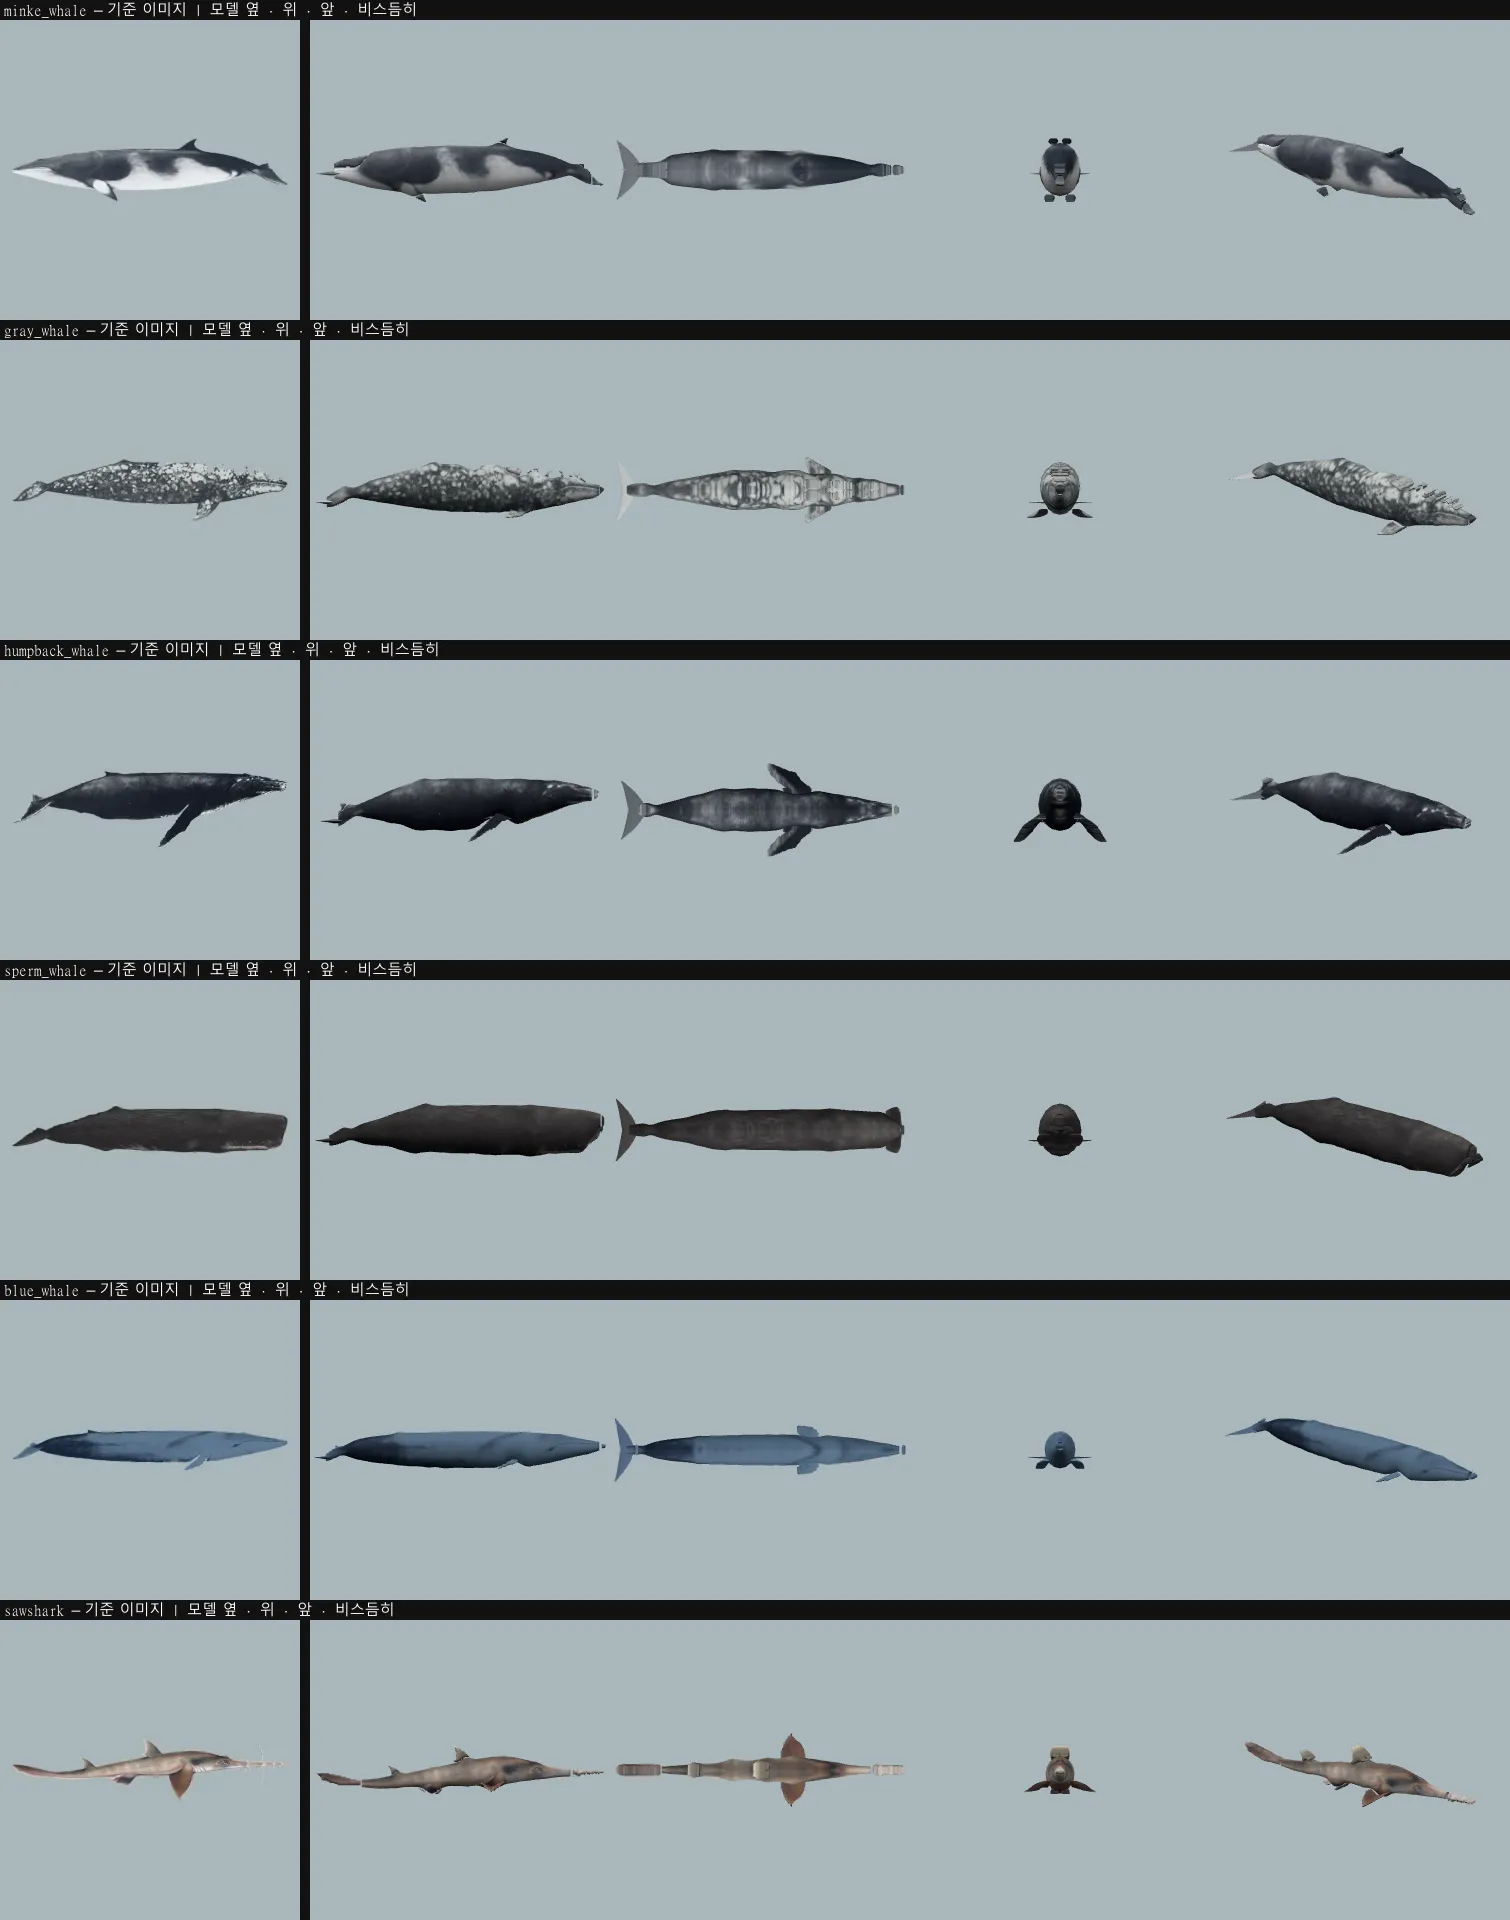 minke_whale — 기준 이미지 | 모델 옆 · 위 · 앞 · 비스듬히
gray_whale — 기준 이미지 | 모델 옆 · 위 · 앞 · 비스듬히
humpback_whale — 기준 이미지 | 모델 옆 · 위 · 앞 · 비스듬히
sperm_whale — 기준 이미지 | 모델 옆 · 위 · 앞 · 비스듬히
blue_whale — 기준 이미지 | 모델 옆 · 위 · 앞 · 비스듬히
sawshark — 기준 이미지 | 모델 옆 · 위 · 앞 · 비스듬히